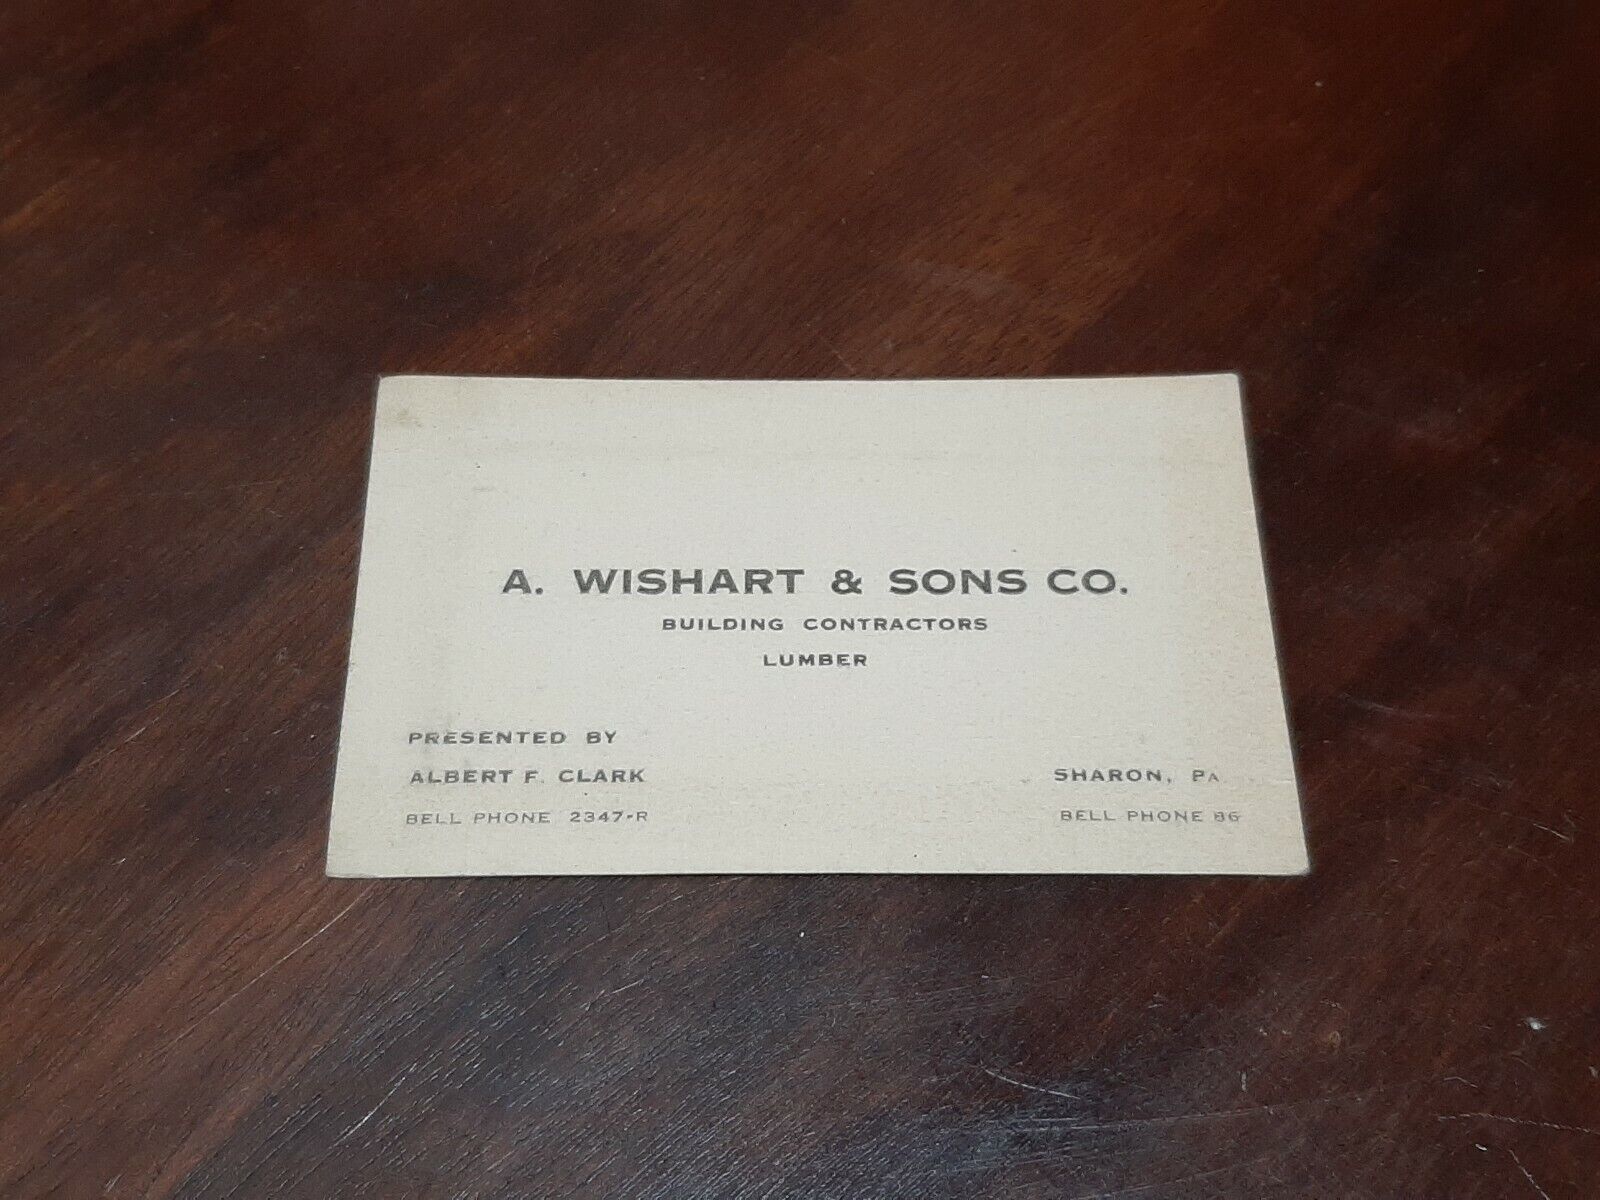 A. WISHART & SONS CO.
BUILDING CONTRACTORS
LUMBER
PRESENTED BY
ALBERT F. CLARK
BELL PHONE 2347-R
SHARON, PA
BELL PHONE 86